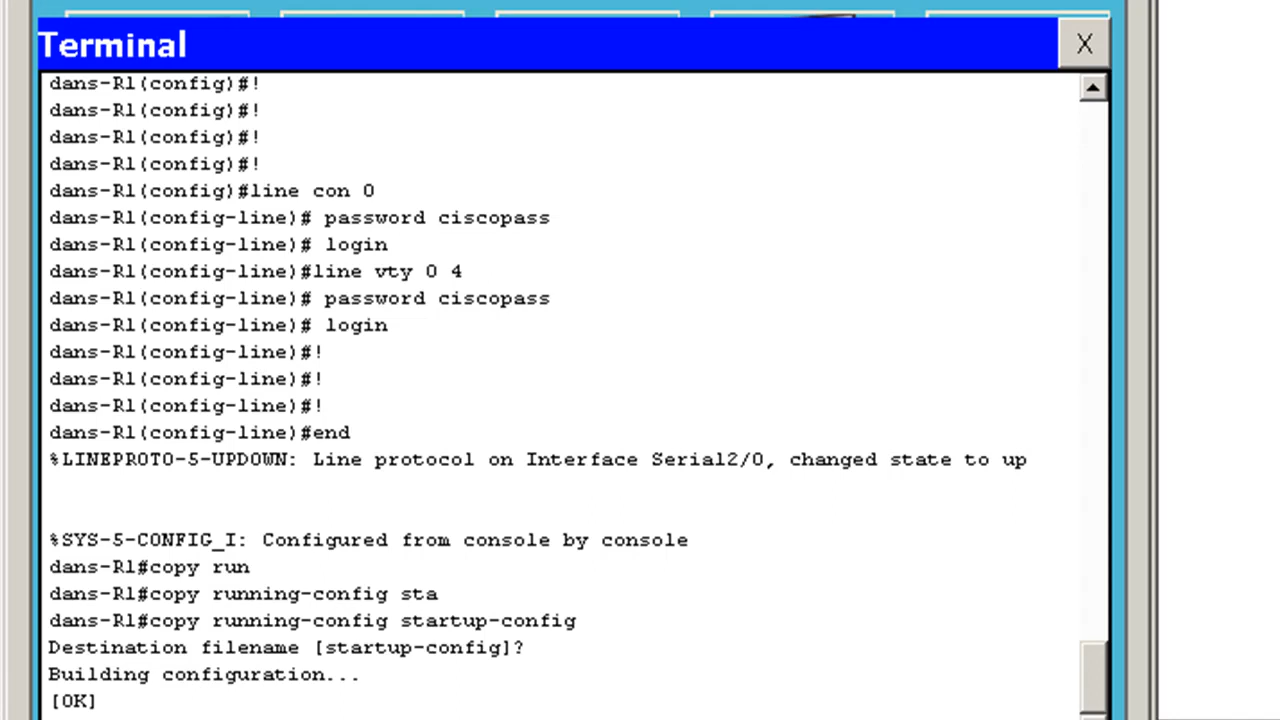 Terminal
X
dans-R1(config)#!
dans-R1(config)#!
dans-R1(config)#!
dans-R1(config)#!
dans-R1(config)#line con 0
dans-R1(config-line)# password ciscopass
dans-R1(config-line)# login
dans-R1(config-line)#line vty 0 4
dans-R1(config-line)# password ciscopass
dans-R1(config-line)# login
dans-R1(config-line)#!
dans-R1(config-line)#!
dans-R1(config-line)#!
dans-R1(config-line)#end
%LINEPROTO-5-UPDOWN: Line protocol on Interface Serial2/0, changed state to up
%SYS-5-CONFIG_I: Configured from console by console
dans-R1#copy run
dans-R1#copy running-config sta
dans-R1#copy running-config startup-config
Destination filename [startup-config]?
Building configuration...
[OK]